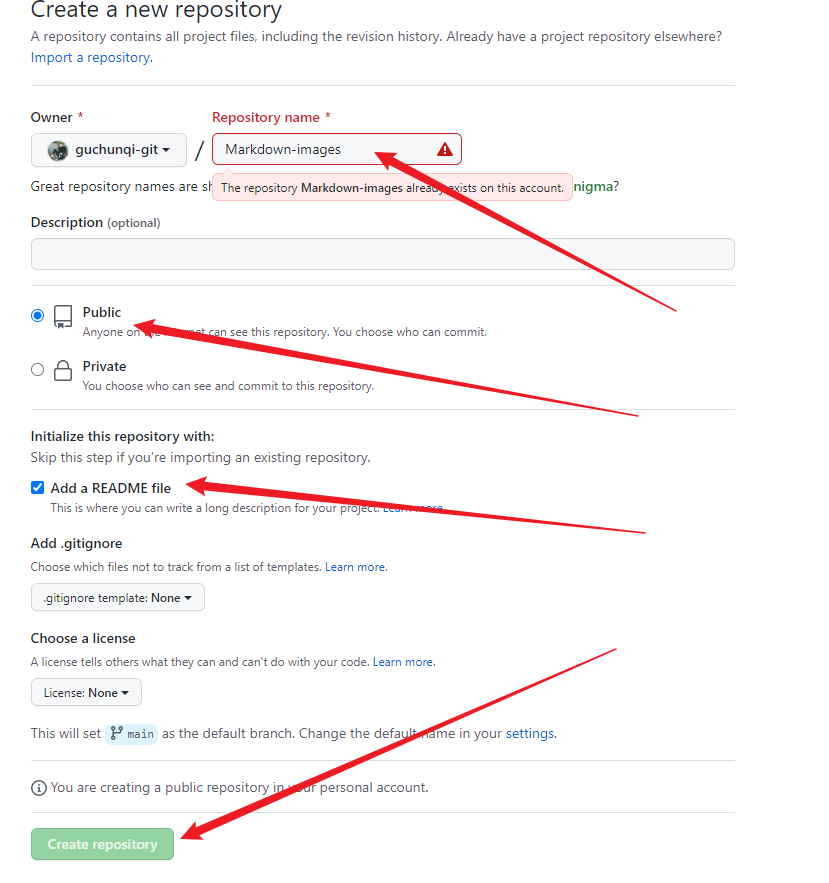 Create a new repository
A repository contains all project files, including the revision history. Already have a project repository elsewhere?
Import a repository.
Owner * Repository name *
guchunqi-git / Markdown-images
Great repository names are sh nigma?
The repository Markdown-images already exists on this account.
Description (optional)
Public
Anyone on the internet can see this repository. You choose who can commit.
Private
You choose who can see and commit to this repository.
Initialize this repository with:
Skip this step if you're importing an existing repository.
Add a README file
This is where you can write a long description for your project. Learn more.
Add .gitignore
Choose which files not to track from a list of templates. Learn more.
.gitignore template: None
Choose a license
A license tells others what they can and can't do with your code. Learn more.
License: None
This will set main as the default branch. Change the default name in your settings.
You are creating a public repository in your personal account.
Create repository